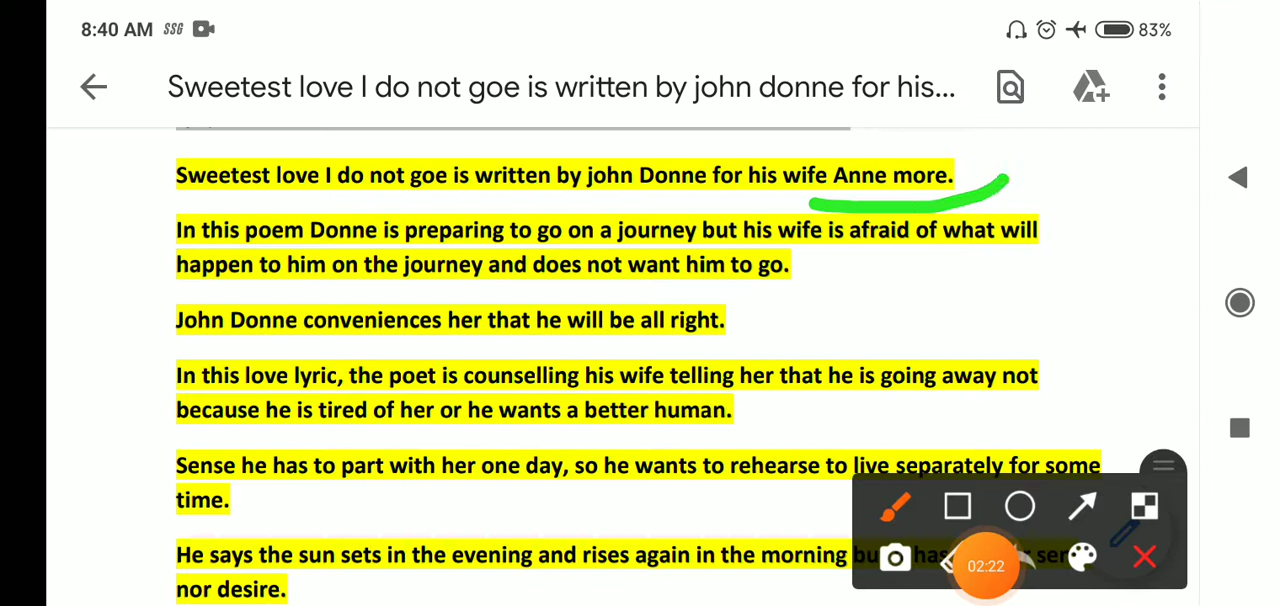 8:40 AM SSG 83%
Sweetest love I do not goe is written by john donne for his...
Sweetest love I do not goe is written by john Donne for his wife Anne more.
In this poem Donne is preparing to go on a journey but his wife is afraid of what will
happen to him on the journey and does not want him to go.
John Donne conveniences her that he will be all right.
In this love lyric, the poet is counselling his wife telling her that he is going away not
because he is tired of her or he wants a better human.
Sense he has to part with her one day, so he wants to rehearse to live separately for some
time.
He says the sun sets in the evening and rises again in the morning
nor desire.
02:22